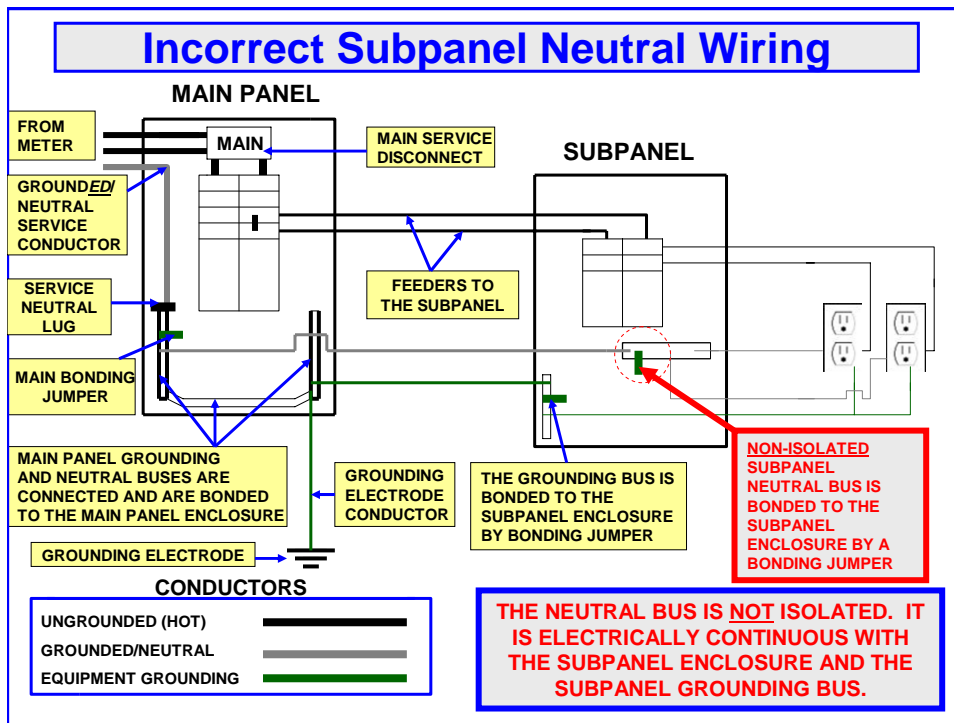 Incorrect Subpanel Neutral Wiring
MAIN PANEL
FROM
METER
MAIN
MAIN SERVICE
DISCONNECT
SUBPANEL
GROUNDED/
NEUTRAL
SERVICE
CONDUCTOR
FEEDERS TO
THE SUBPANEL
SERVICE
NEUTRAL
LUG
MAIN BONDING
JUMPER
MAIN PANEL GROUNDING
AND NEUTRAL BUSES ARE
CONNECTED AND ARE BONDED
TO THE MAIN PANEL ENCLOSURE
GROUNDING
ELECTRODE
CONDUCTOR
THE GROUNDING BUS IS
BONDED TO THE
SUBPANEL ENCLOSURE
BY BONDING JUMPER
NON-ISOLATED
SUBPANEL
NEUTRAL BUS IS
BONDED TO THE
SUBPANEL
ENCLOSURE BY A
BONDING JUMPER
GROUNDING ELECTRODE
CONDUCTORS
UNGROUNDED (HOT)
GROUNDED/NEUTRAL
EQUIPMENT GROUNDING
THE NEUTRAL BUS IS NOT ISOLATED. IT
IS ELECTRICALLY CONTINUOUS WITH
THE SUBPANEL ENCLOSURE AND THE
SUBPANEL GROUNDING BUS.